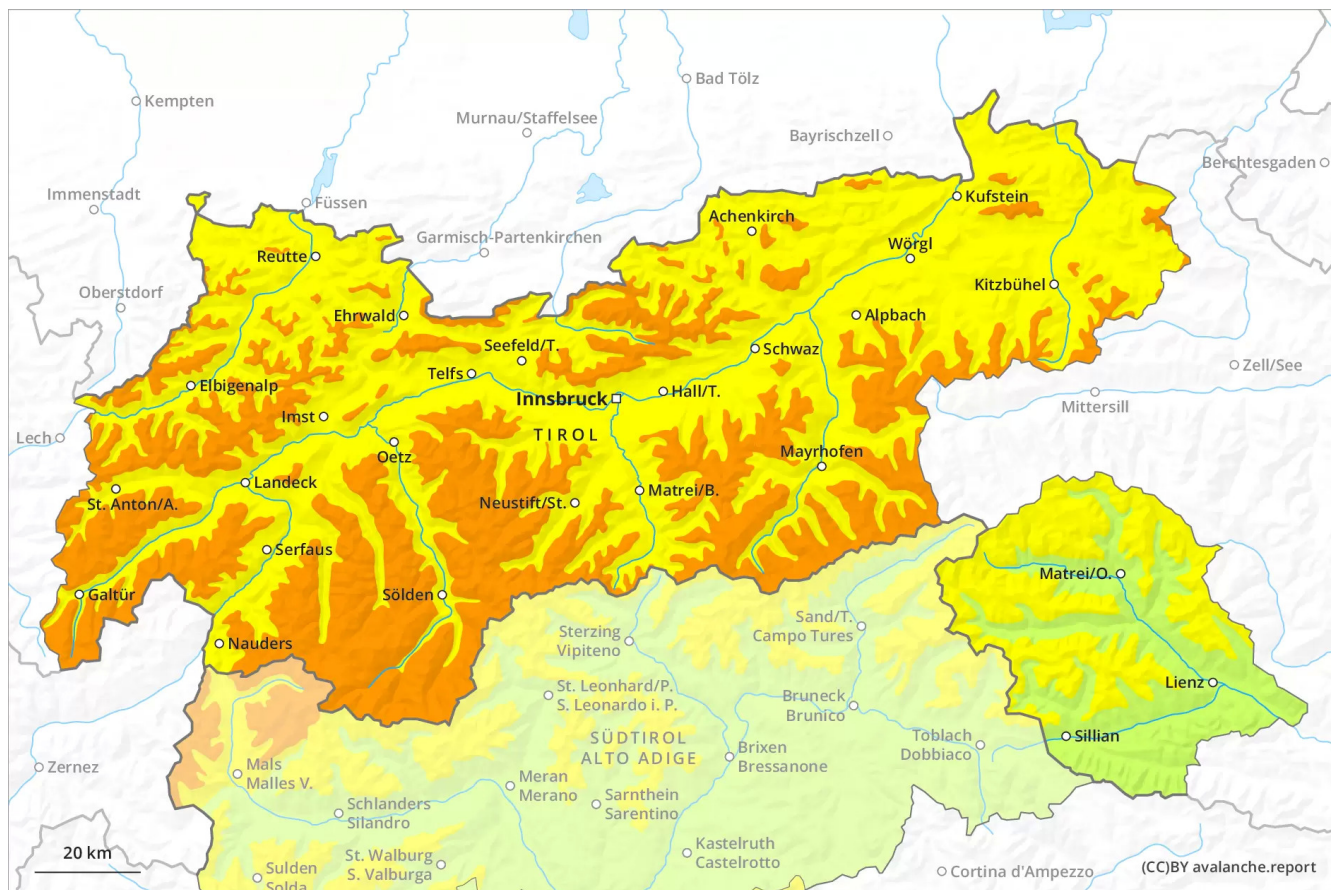 Kempten
Bad Tölz
Murnau/Staffelsee
Bayrischzell
Berchtesgaden
Immenstadt
Füssen
Kufstein
Achenkirch
Garmisch-Partenkirchen
Wörgl
Reutte
Kitzbühel
Oberstdorf
Ehrwald
Alpbach
Seefeld/T.
Schwaz
Zell/See
Telfs
Elbigenalp
Innsbruck
Hall/T.
Mittersill
Imst
TIROL
Lech
Oetz
Mayrhofen
Landeck
Matrei/B.
St. Anton/A.
Neustift/St.
Serfaus
Matrei/O.
Galtür
Sölden
Sand/T.
Campo Tures
Sterzing
Vipiteno
Nauders
Lienz
St. Leonhard/P.
S. Leonardo i. P.
Bruneck
Brunico
Sillian
SÜDTIROL
ALTO ADIGE
Toblach
Dobbiaco
Brixen
Bressanone
Zernez
Mals
Malles V.
Meran
Merano
Sarnthein
Sarentino
Schlanders
Silandro
Kastelruth
Castelrotto
20 km
St. Walburg
S. Valburga
Sulden
Solda
Cortina d'Ampezzo
(CC)BY avalanche.report